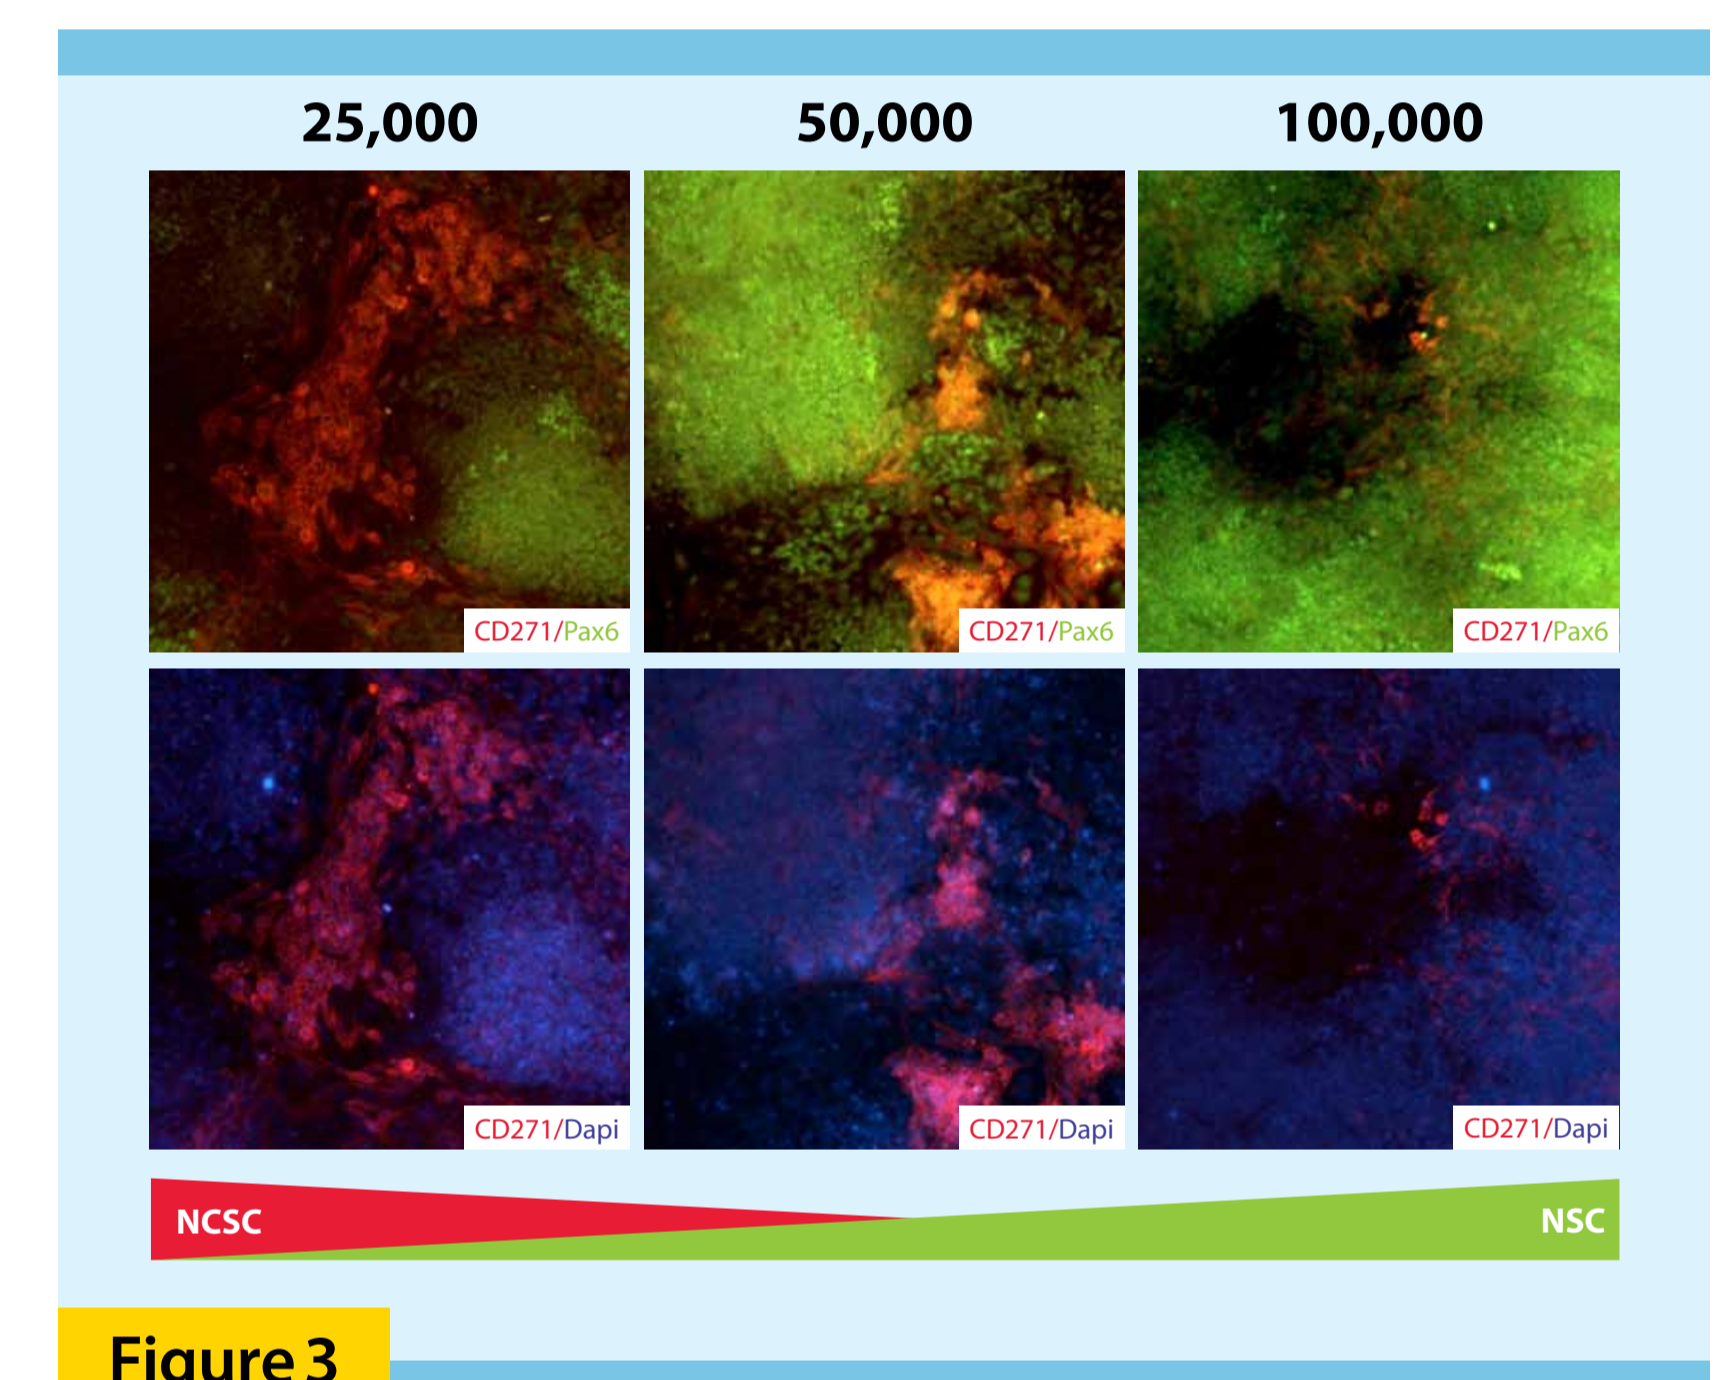 25,000
50,000
100,000
CD271/Pax6
CD271/Pax6
CD271/Pax6
CD271/Dapi
CD271/Dapi
CD271/Dapi
NCSC
NSC
Figure 3